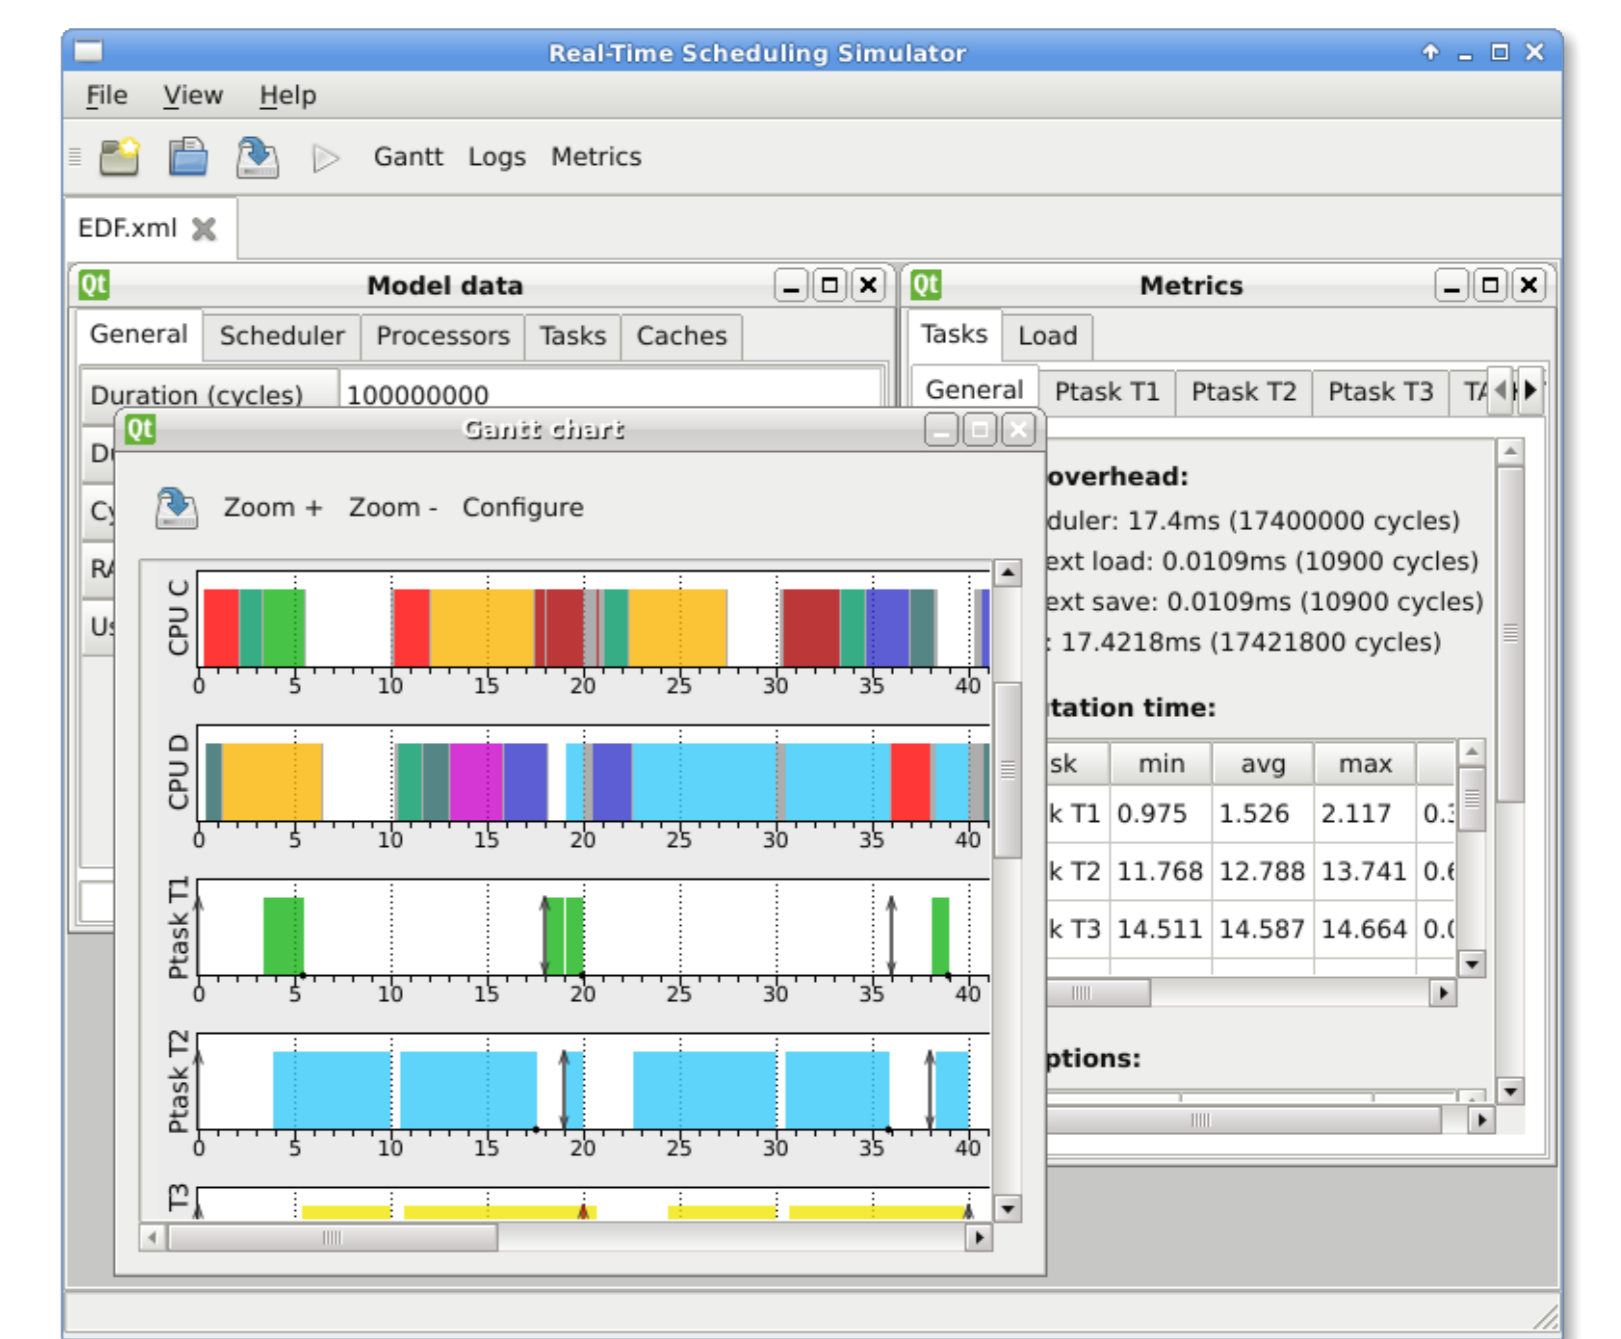 Real-Time Scheduling Simulator
File View Help
Gantt Logs Metrics
EDF.xml
Qt Model data
General Scheduler Processors Tasks Caches
Duration (cycles) 100000000
Qt Metrics
Tasks Load
General Ptask T1 Ptask T2 Ptask T3
overhead:
duler: 17.4ms (17400000 cycles)
ext load: 0.0109ms (10900 cycles)
ext save: 0.0109ms (10900 cycles)
: 17.4218ms (17421800 cycles)
tation time:
sk min avg max
k T1 0.975 1.526 2.117
k T2 11.768 12.788 13.741
k T3 14.511 14.587 14.664
ptions:
Qt Gantt chart
Zoom + Zoom - Configure
CPU C
0 5 10 15 20 25 30 35 40
CPU D
0 5 10 15 20 25 30 35 40
Ptask T1
0 5 10 15 20 25 30 35 40
Ptask T2
0 5 10 15 20 25 30 35 40
T3